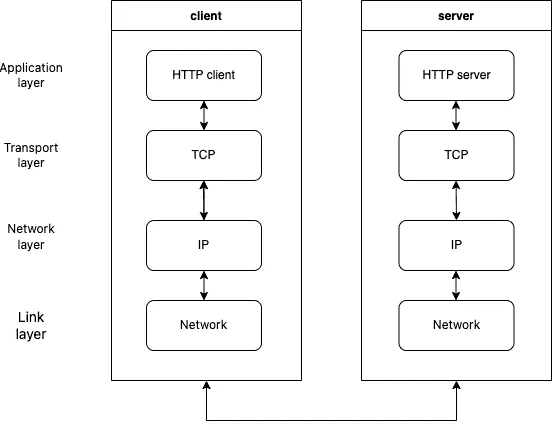 client
server
Application
layer
HTTP client
HTTP server
Transport
layer
TCP
TCP
Network
layer
IP
IP
Link
layer
Network
Network